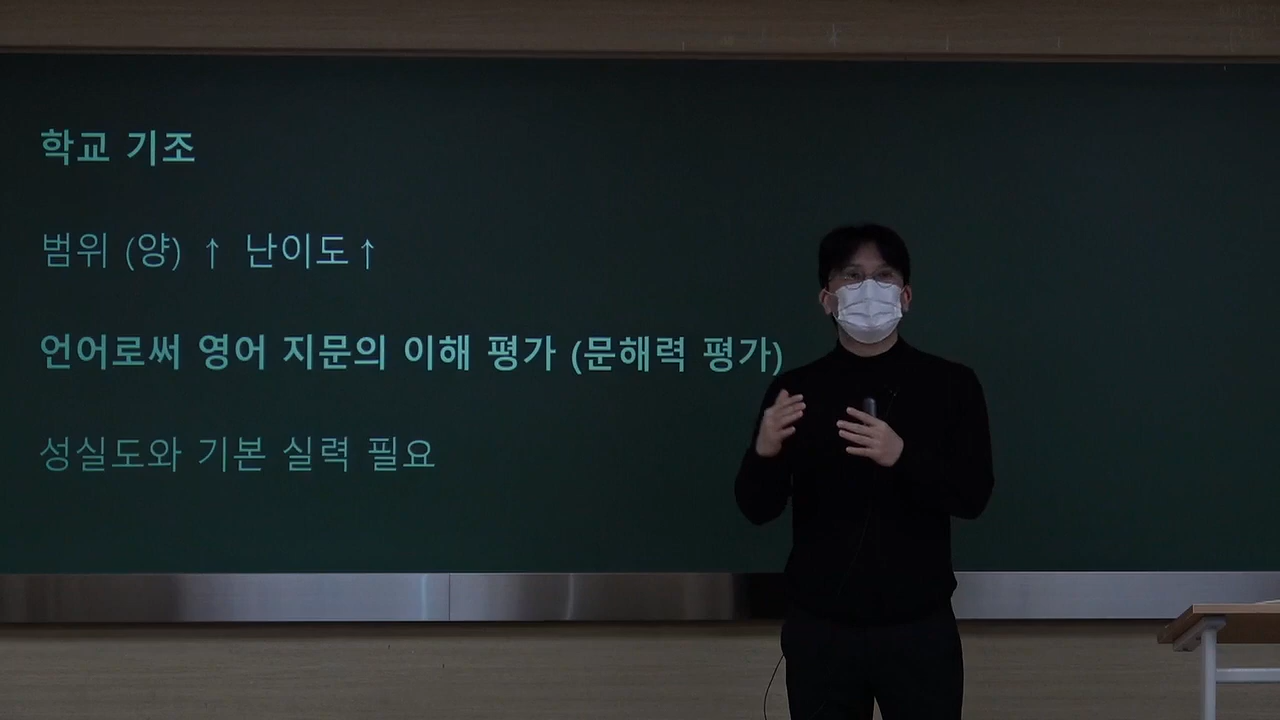 학교 기조
범위 (양) ↑ 난이도↑
언어로써 영어 지문의 이해 평가 (문해력 평가)
성실도와 기본 실력 필요